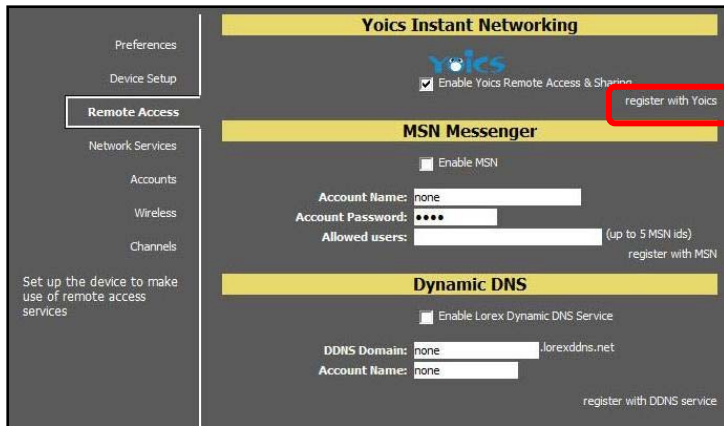 Preferences
Device Setup
Remote Access
Network Services
Accounts
Wireless
Channels
Set up the device to make
use of remote access
services
Yoics Instant Networking
Yoics
Enable Yoics Remote Access & Sharing
register with Yoics
MSN Messenger
Enable MSN
Account Name: none
Account Password: ••••
Allowed users: (up to 5 MSN ids)
register with MSN
Dynamic DNS
Enable Lorex Dynamic DNS Service
DDNS Domain: none .lorexddns.net
Account Name: none
register with DDNS service